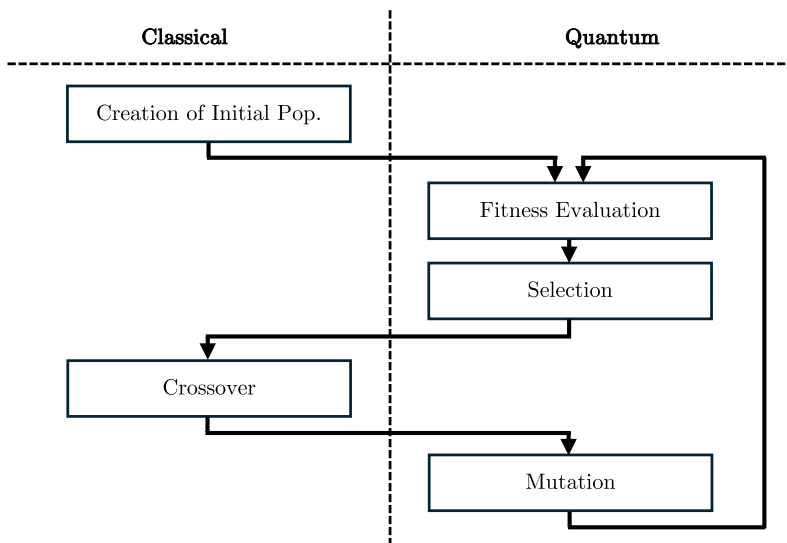 Classical
Quantum
Creation of Initial Pop.
Fitness Evaluation
Selection
Crossover
Mutation